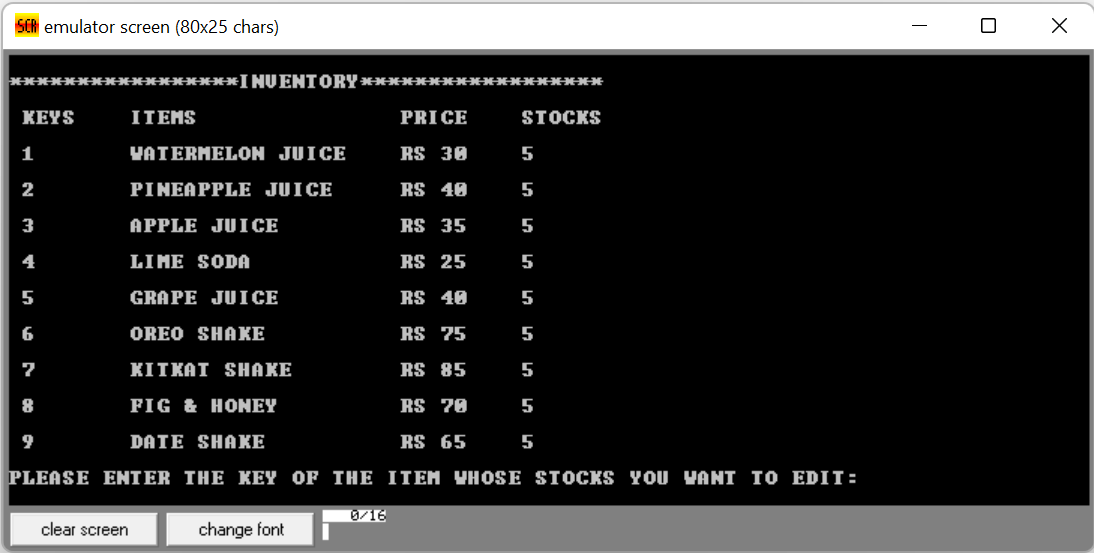 SCR emulator screen (80x25 chars)
*****************INVENTORY******************
KEYS ITEMS PRICE STOCKS
1 WATERMELON JUICE RS 30 5
2 PINEAPPLE JUICE RS 40 5
3 APPLE JUICE RS 35 5
4 LIME SODA RS 25 5
5 GRAPE JUICE RS 40 5
6 OREO SHAKE RS 75 5
7 KITKAT SHAKE RS 85 5
8 FIG & HONEY RS 70 5
9 DATE SHAKE RS 65 5
PLEASE ENTER THE KEY OF THE ITEM WHOSE STOCKS YOU WANT TO EDIT:
clear screen change font 0/16